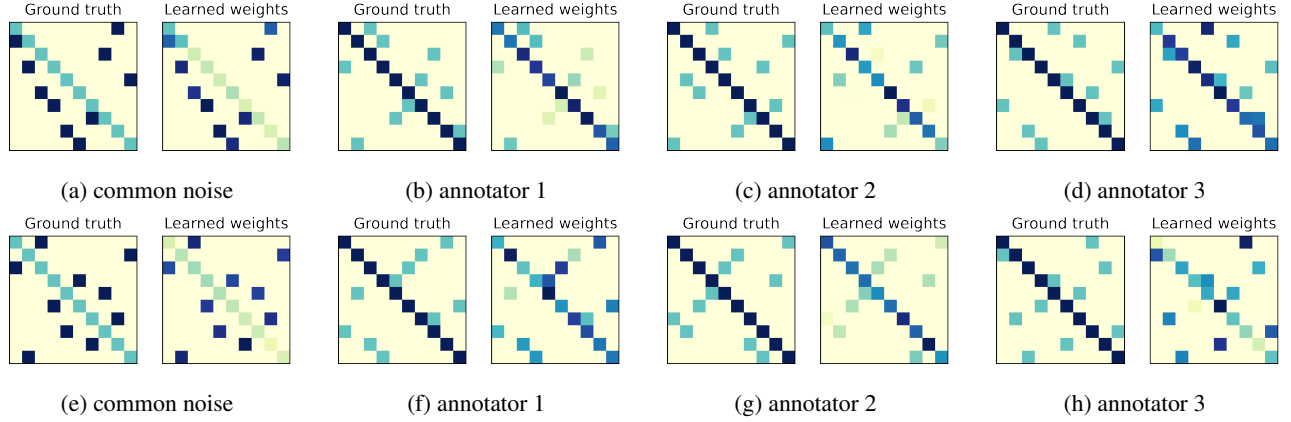 Ground truth Learned weights Ground truth Learned weights Ground truth Learned weights Ground truth Learned weights
(a) common noise (b) annotator 1 (c) annotator 2 (d) annotator 3
Ground truth Learned weights Ground truth Learned weights Ground truth Learned weights Ground truth Learned weights
(e) common noise (f) annotator 1 (g) annotator 2 (h) annotator 3